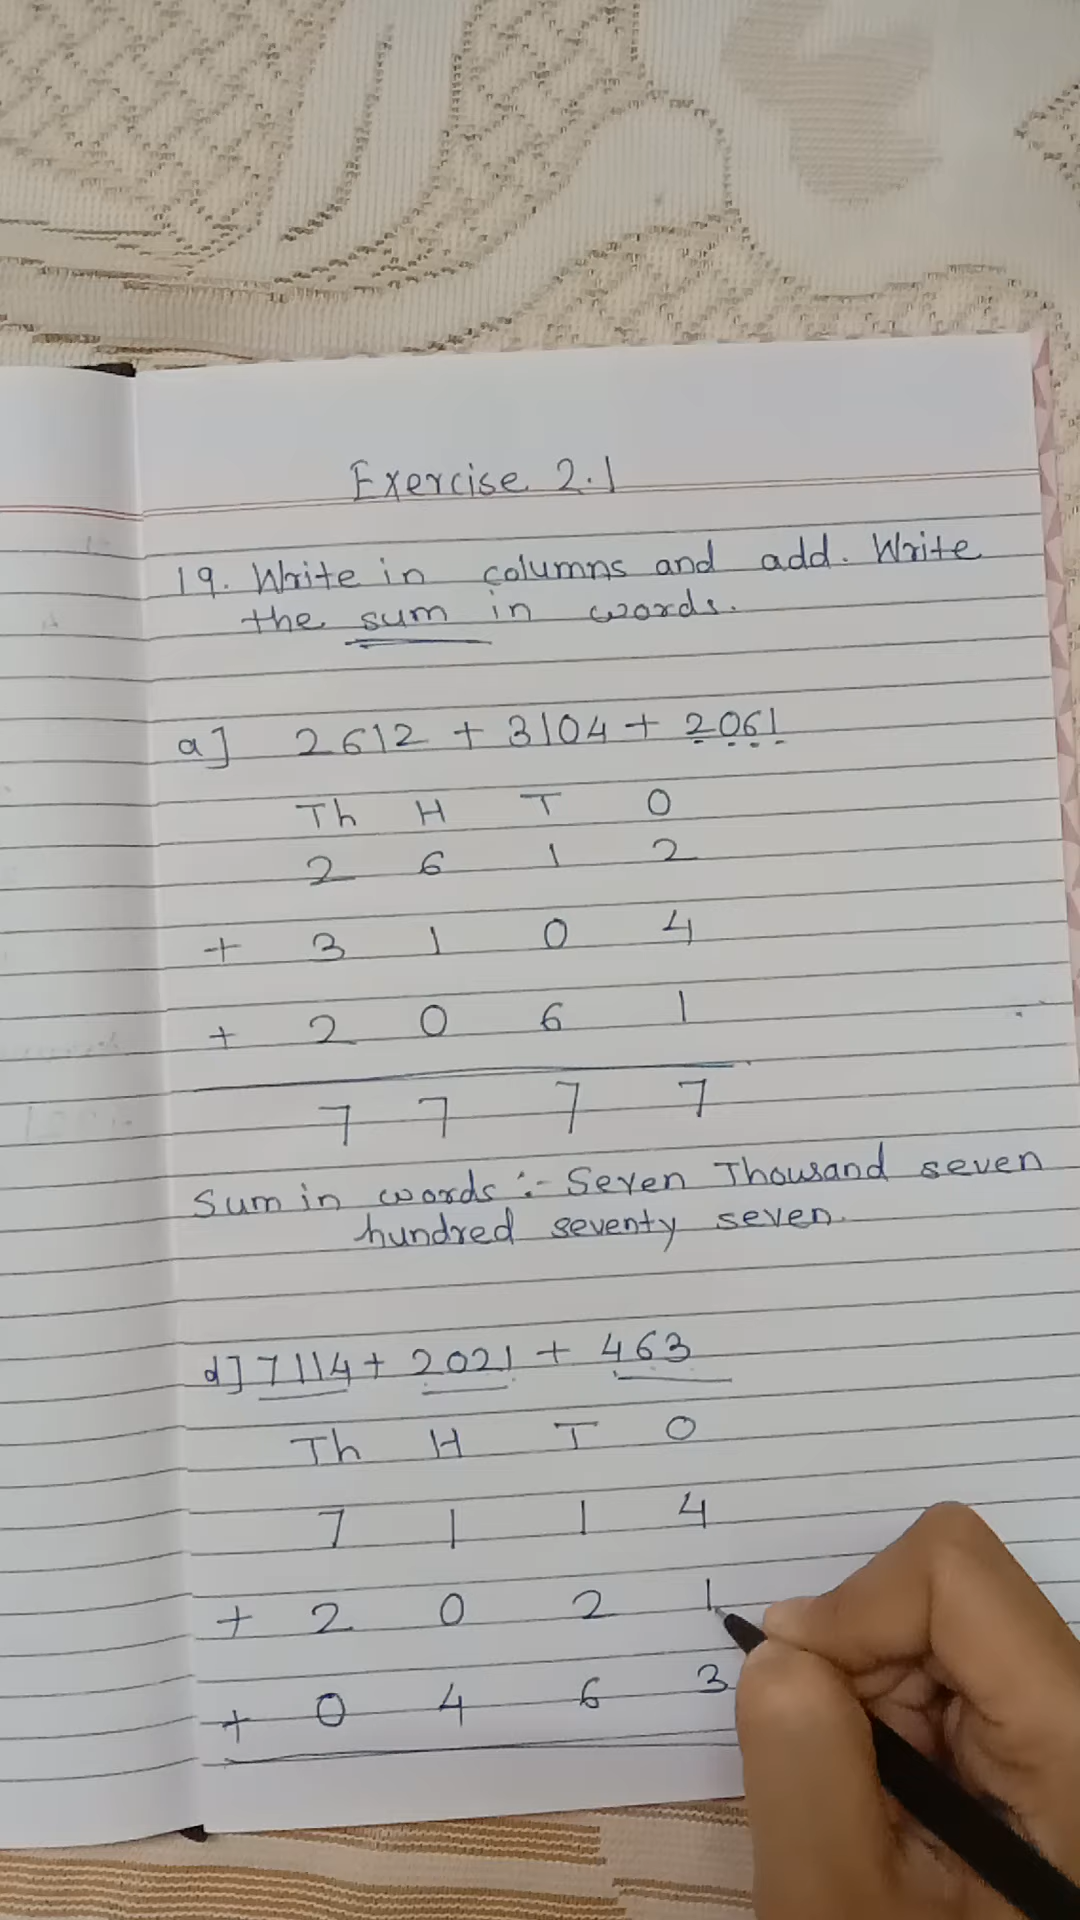 Exercise 2.1
19. Write in columns and add. Write
the sum in words.
a] 2612 + 3104 + 2061
Th H T O
2 6 1 2
+ 3 1 0 4
+ 2 0 6 1
7 7 7 7
Sum in words :- Seven Thousand seven
hundred seventy seven.
d] 7114 + 2021 + 463
Th H T O
7 1 1 4
+ 2 0 2 1
+ 0 4 6 3